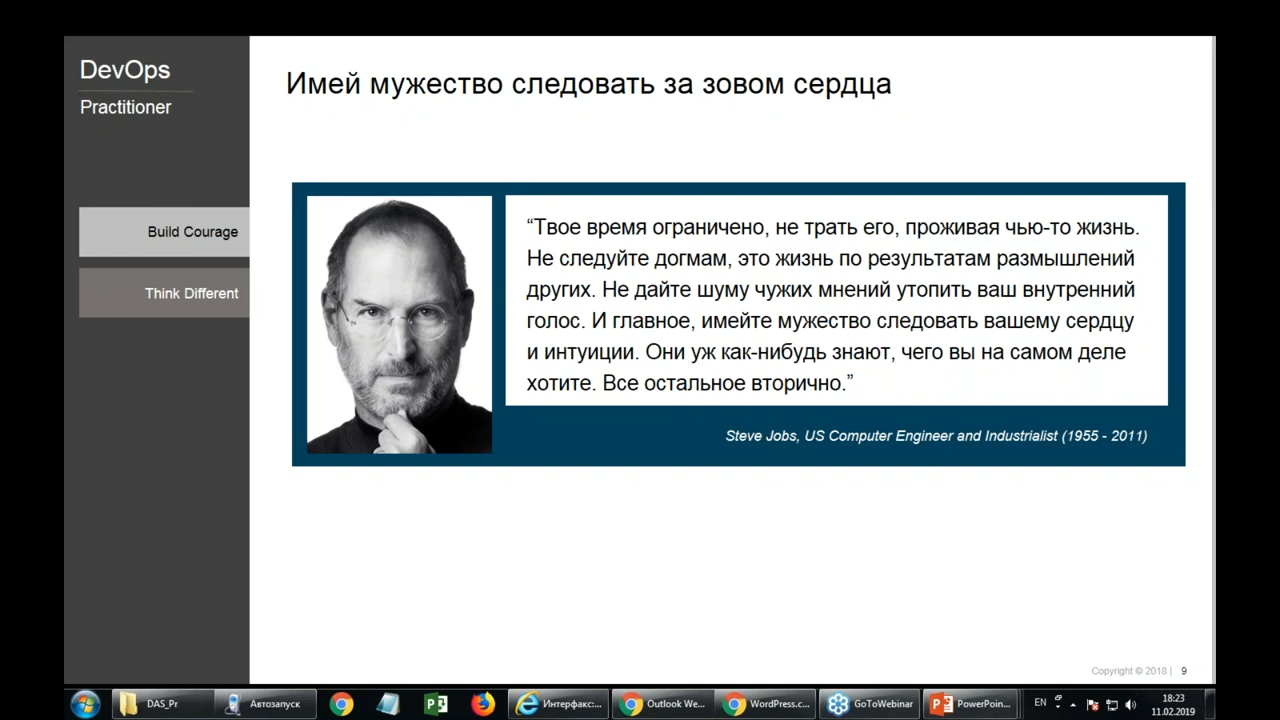 DevOps
Practitioner
Build Courage
Think Different
Имей мужество следовать за зовом сердца
“Твое время ограничено, не трать его, проживая чью-то жизнь.
Не следуйте догмам, это жизнь по результатам размышлений
других. Не дайте шуму чужих мнений утопить ваш внутренний
голос. И главное, имейте мужество следовать вашему сердцу
и интуиции. Они уж как-нибудь знают, чего вы на самом деле
хотите. Все остальное вторично.”
Steve Jobs, US Computer Engineer and Industrialist (1955 - 2011)
Copyright © 2018 | 9
DAS_Pr
Автозапуск
Интерфакс:...
Outlook We...
WordPress.c...
GoToWebinar
PowerPoin...
EN
18:23
11.02.2019